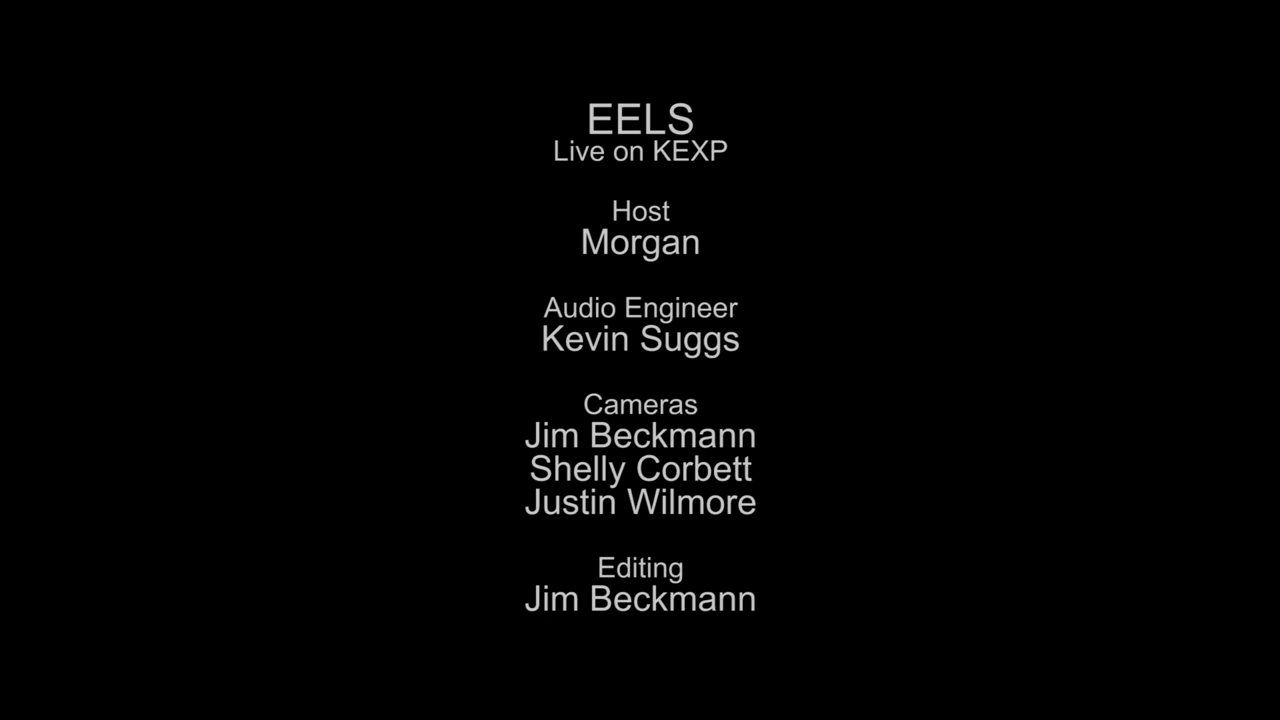 EELS
Live on KEXP
Host
Morgan
Audio Engineer
Kevin Suggs
Cameras
Jim Beckmann
Shelly Corbett
Justin Wilmore
Editing
Jim Beckmann